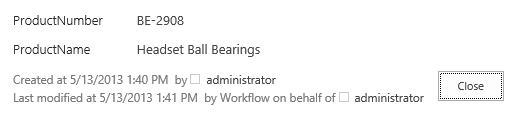 ProductNumber BE-2908
ProductName Headset Ball Bearings
Created at 5/13/2013 1:40 PM by administrator
Last modified at 5/13/2013 1:41 PM by Workflow on behalf of administrator
Close